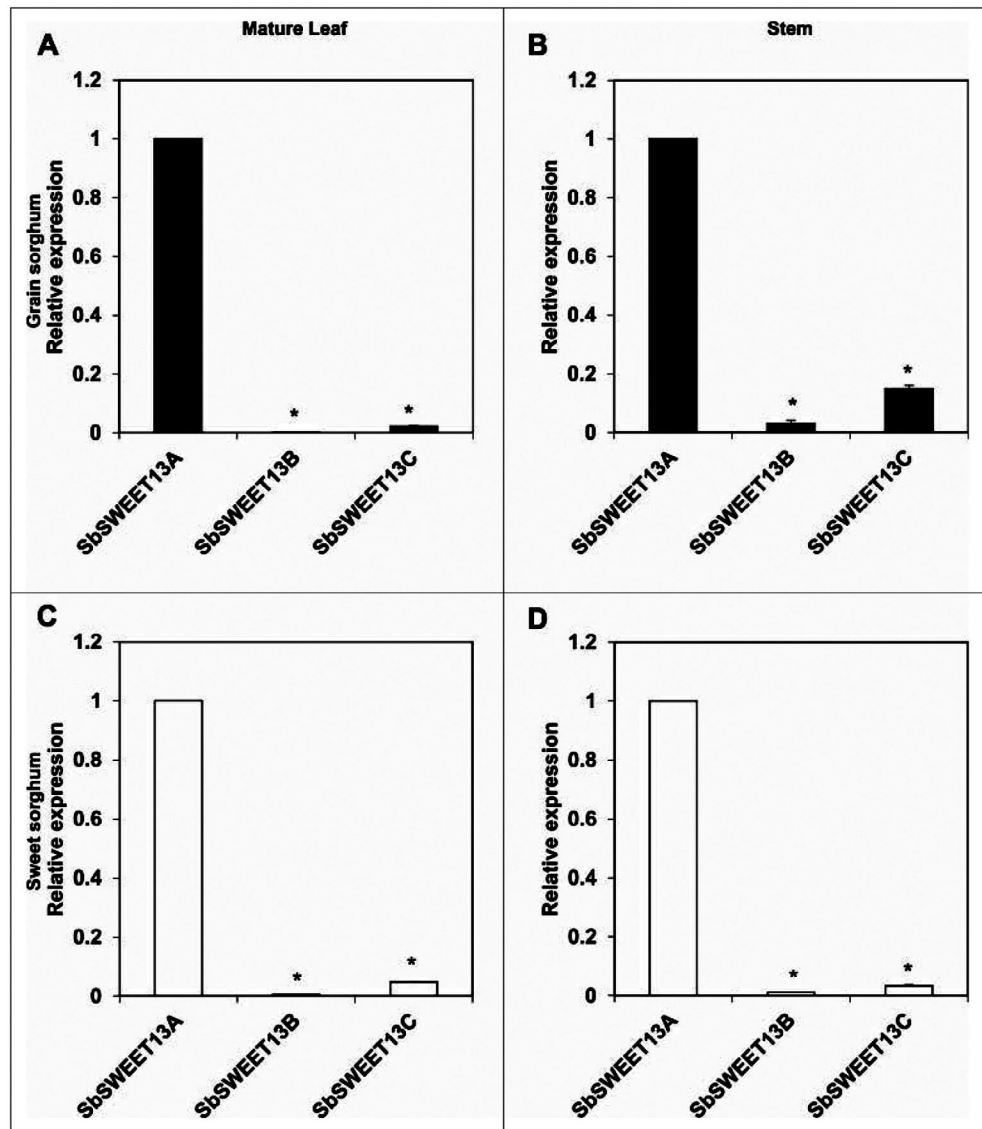 Mature Leaf
Stem
A
Grain sorghum
Relative expression
1.2
1
0.8
0.6
0.4
0.2
0
*
*
SbSWEET13A
SbSWEET13B
SbSWEET13C
B
Relative expression
1.2
1
0.8
0.6
0.4
0.2
0
*
*
SbSWEET13A
SbSWEET13B
SbSWEET13C
C
Sweet sorghum
Relative expression
1.2
1
0.8
0.6
0.4
0.2
0
*
*
SbSWEET13A
SbSWEET13B
SbSWEET13C
D
Relative expression
1.2
1
0.8
0.6
0.4
0.2
0
*
*
SbSWEET13A
SbSWEET13B
SbSWEET13C